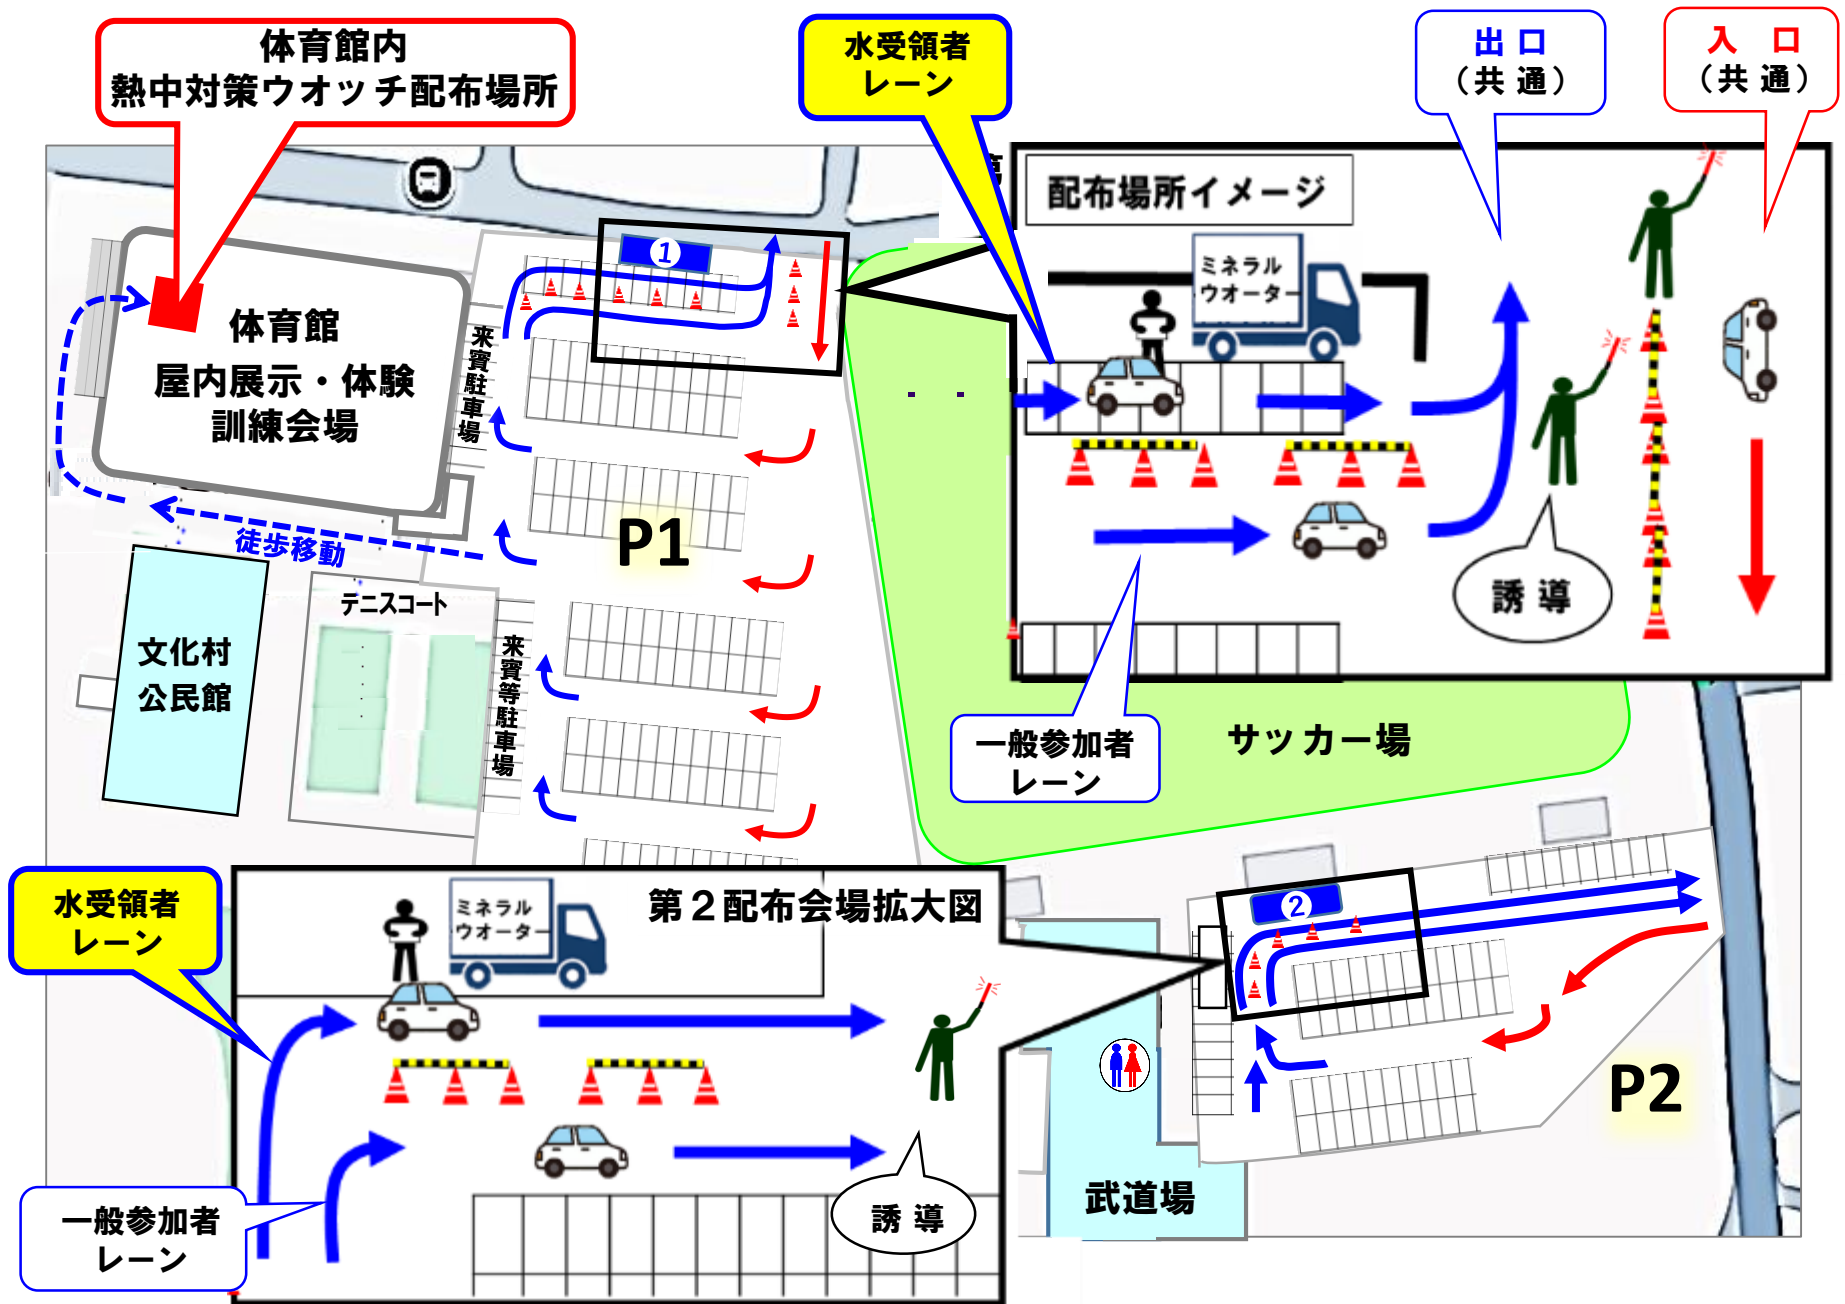 体育館内
熱中対策ウオッチ配布場所
水受領者
レーン
出 口
（共 通）
入 口
（共 通）
配布場所イメージ
ミネラル
ウオーター
1
体育館
屋内展示・体験
訓練会場
来賓駐車場
P1
徒歩移動
誘 導
テニスコート
文化村
公民館
来賓等駐車場
一般参加者
レーン
サッカー場
水受領者
レーン
ミネラル
ウオーター
第２配布会場拡大図
2
P2
武道場
誘 導
一般参加者
レーン